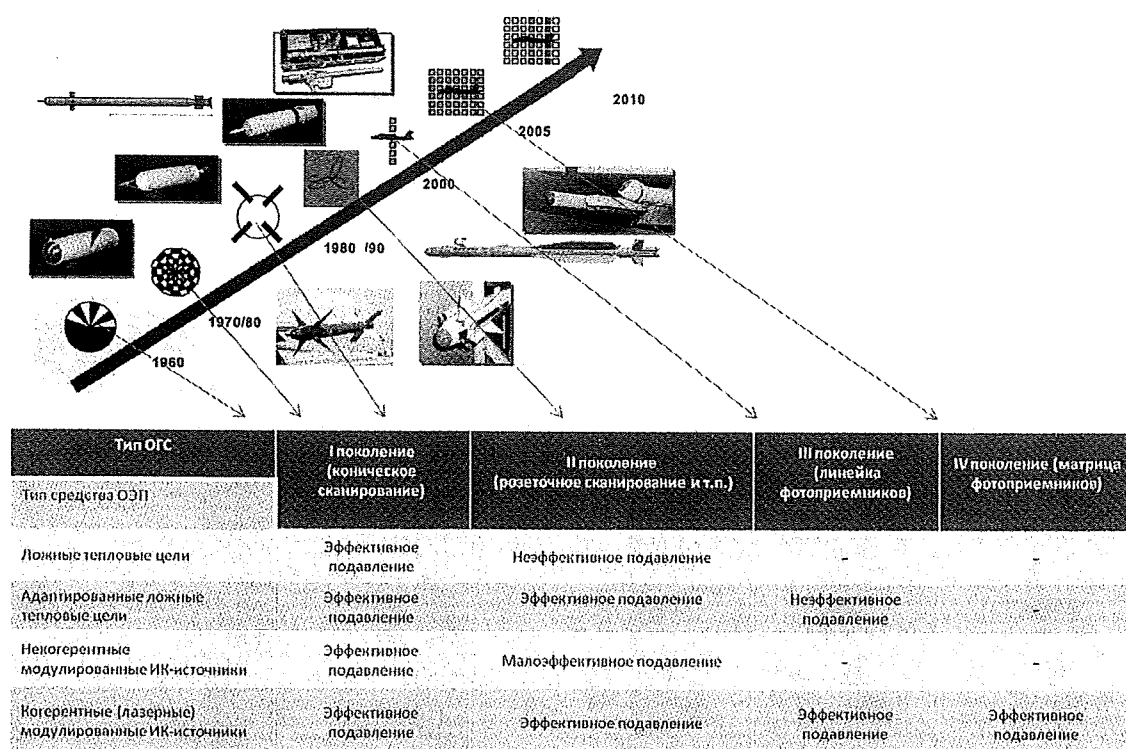 2010
2005
2000
1980 /90
1970/80
1960
Тип ОГС
Тип средства ОЭП
I поколение
(коническое
сканирование)
II поколение
(розеточное сканирование и т.п.)
III поколение
(линейка
фотоприемников)
IV поколение (матрица
фотоприемников)
Ложные тепловые цели
Эффективное
подавление
Неэффективное подавление
-
-
Адаптированные ложные
тепловые цели
Эффективное
подавление
Эффективное подавление
Неэффективное
подавление
-
Некогерентные
модулированные ИК-источники
Эффективное
подавление
Малоэффективное подавление
-
-
Когерентные (лазерные)
модулированные ИК-источники
Эффективное
подавление
Эффективное подавление
Эффективное
подавление
Эффективное
подавление